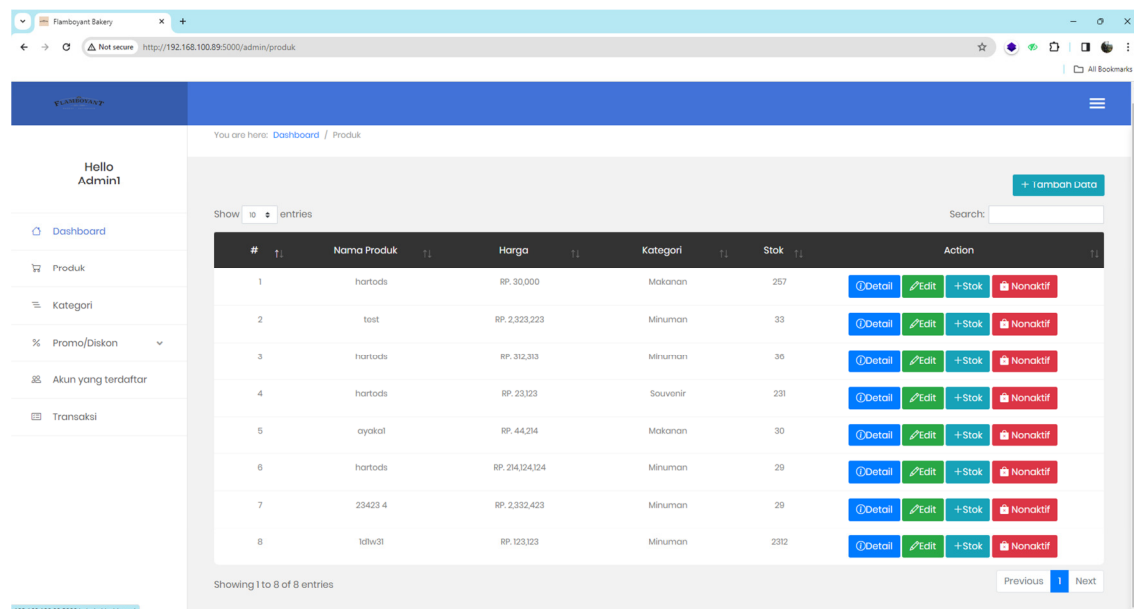 Flamboyant Bakery
Not secure http://192.168.100.89:5000/admin/produk
All Bookmarks
FLAMBOYANT
You are here: Dashboard / Produk
Hello
Admin1
+ Tambah Data
Show 10 entries
Search:
Dashboard
Produk
Kategori
Promo/Diskon
Akun yang terdaftar
Transaksi
# Nama Produk Harga Kategori Stok Action
1 hartods RP. 30,000 Makanan 257 Detail Edit +Stok Nonaktif
2 test RP. 2,323,223 Minuman 33 Detail Edit +Stok Nonaktif
3 hartods RP. 312,313 Minuman 36 Detail Edit +Stok Nonaktif
4 hartods RP. 23,123 Souvenir 231 Detail Edit +Stok Nonaktif
5 ayaka1 RP. 44,214 Makanan 30 Detail Edit +Stok Nonaktif
6 hartods RP. 214,124,124 Minuman 29 Detail Edit +Stok Nonaktif
7 23423 4 RP. 2,332,423 Minuman 29 Detail Edit +Stok Nonaktif
8 1d1w31 RP. 123,123 Minuman 2312 Detail Edit +Stok Nonaktif
Showing 1 to 8 of 8 entries
Previous 1 Next